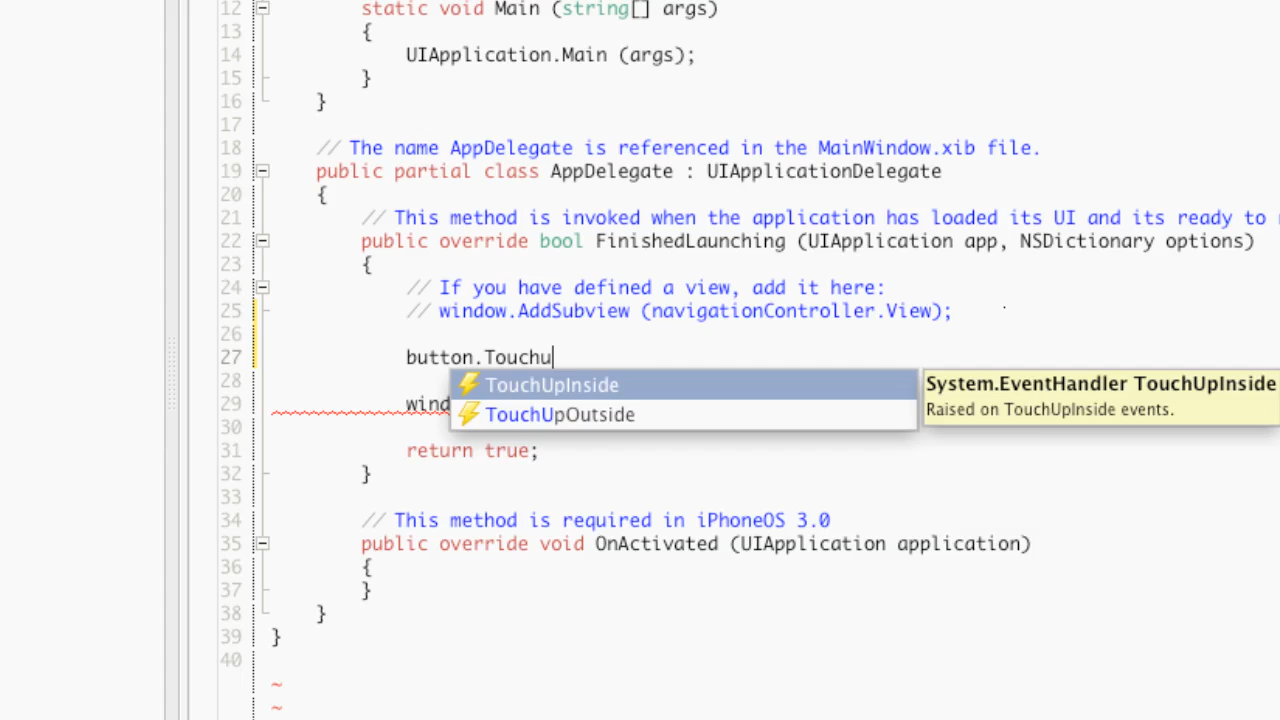 12 static void Main (string[] args)
13 {
14 UIApplication.Main (args);
15 }
16 }
17
18 // The name AppDelegate is referenced in the MainWindow.xib file.
19 public partial class AppDelegate : UIApplicationDelegate
20 {
21 // This method is invoked when the application has loaded its UI and its ready to
22 public override bool FinishedLaunching (UIApplication app, NSDictionary options)
23 {
24 // If you have defined a view, add it here:
25 // window.AddSubview (navigationController.View);
26
27 button.Touchu
TouchUpInside
System.EventHandler TouchUpInside
Raised on TouchUpInside events.
TouchUpOutside
28
29 wind
30
31 return true;
32 }
33
34 // This method is required in iPhoneOS 3.0
35 public override void OnActivated (UIApplication application)
36 {
37 }
38 }
39 }
40
~
~